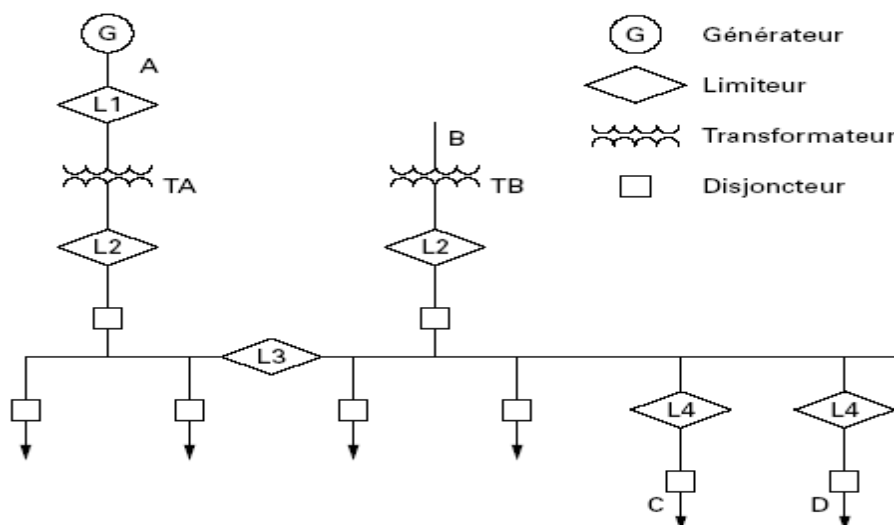 G
A
L1
TA
L2
B
TB
L2
L3
L4
L4
C
D
G Générateur
Limiteur
Transformateur
Disjoncteur